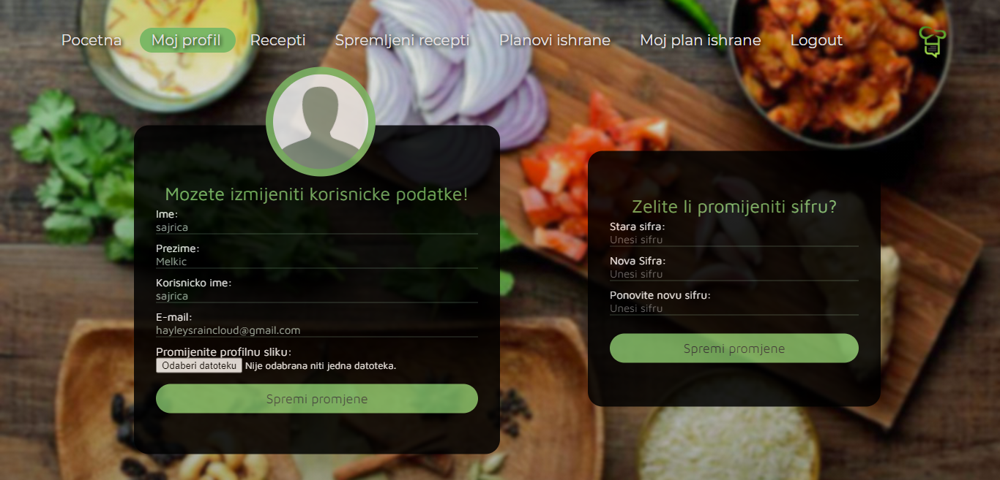 Pocetna Moj profil Recepti Spremljeni recepti Planovi ishrane Moj plan ishrane Logout
Mozete izmijeniti korisnicke podatke!
Ime:
sajrica
Prezime:
Melkic
Korisnicko ime:
sajrica
E-mail:
hayleysraincloud@gmail.com
Promijenite profilnu sliku:
Odaberi datoteku Nije odabrana niti jedna datoteka.
Spremi promjene
Zelite li promijeniti sifru?
Stara sifra:
Unesi sifru
Nova Sifra:
Unesi sifru
Ponovite novu sifru:
Unesi sifru
Spremi promjene